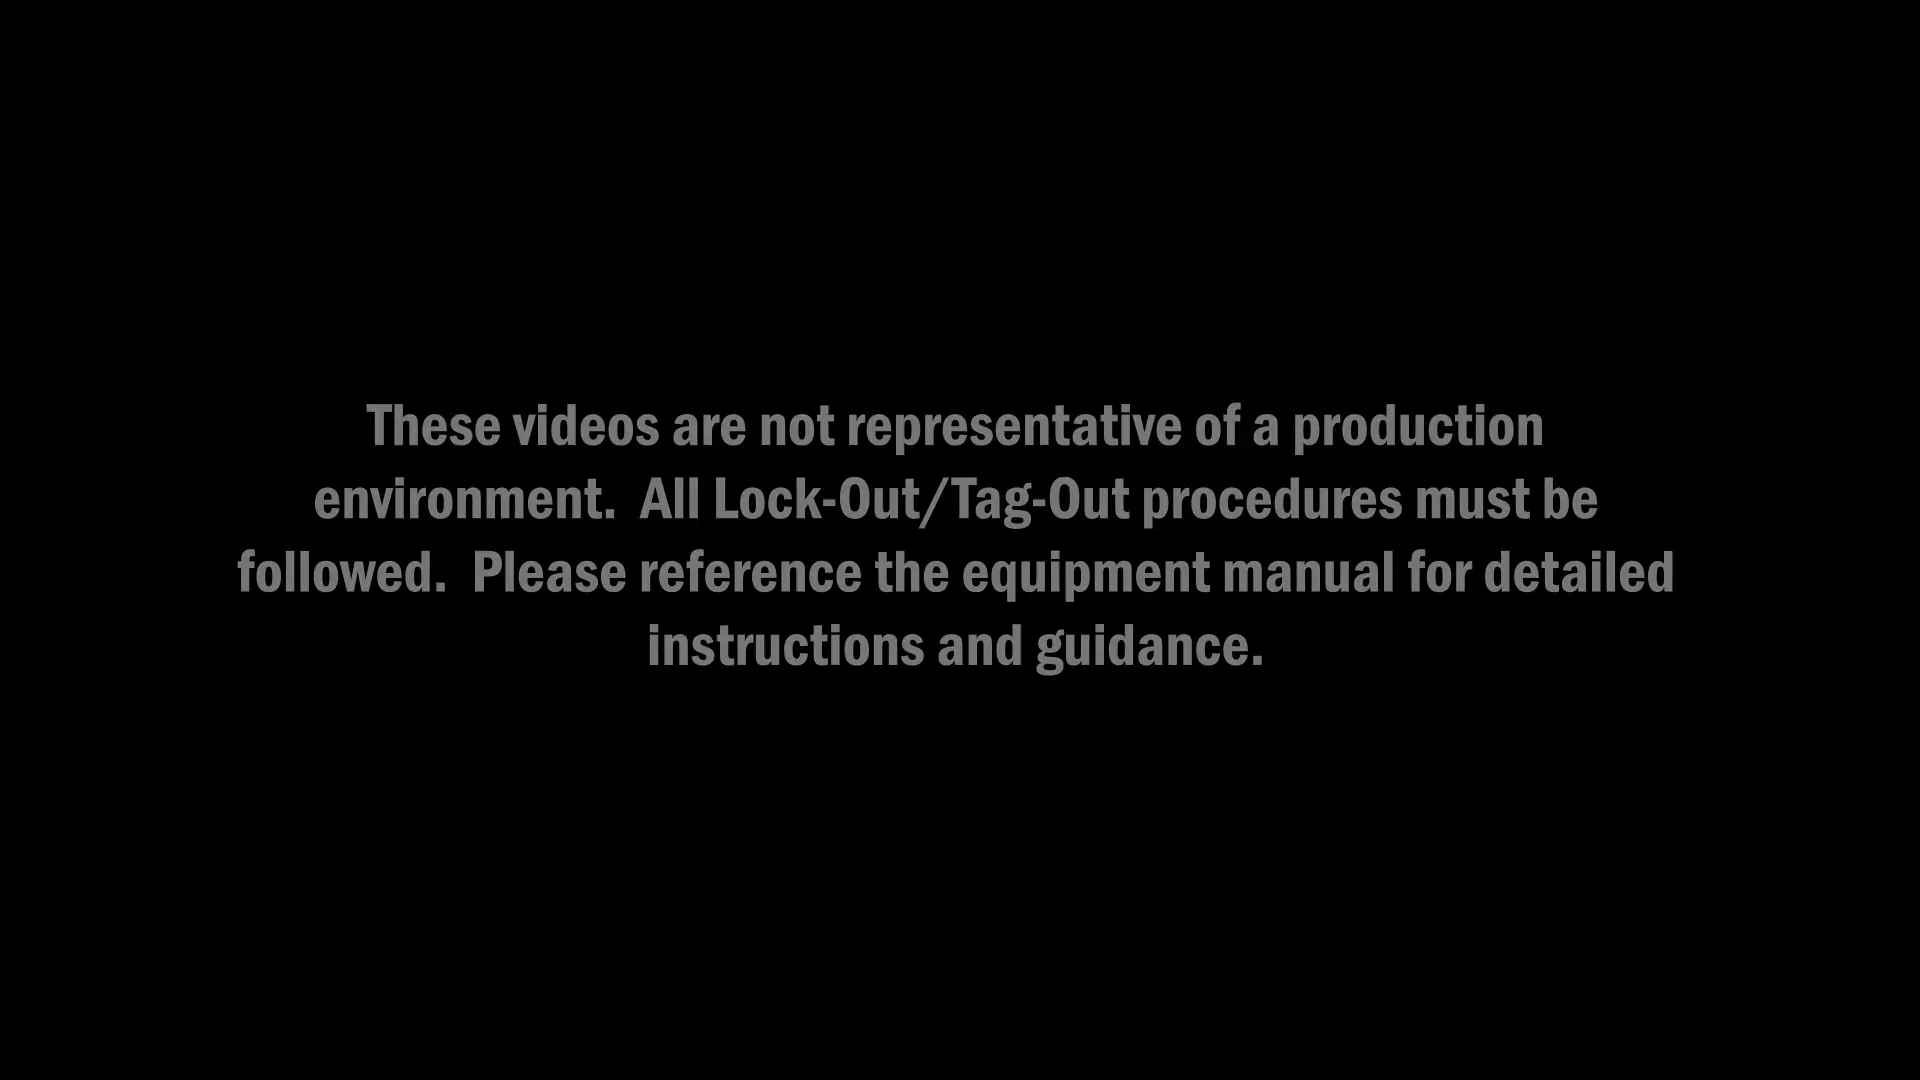 These videos are not representative of a production
environment.  All Lock-Out/Tag-Out procedures must be
followed.  Please reference the equipment manual for detailed
instructions and guidance.